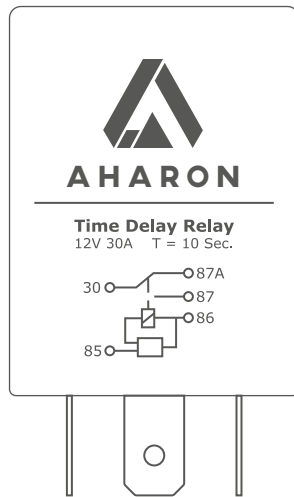 AHARON
Time Delay Relay
12V 30A T = 10 Sec.
87A
30
87
86
85